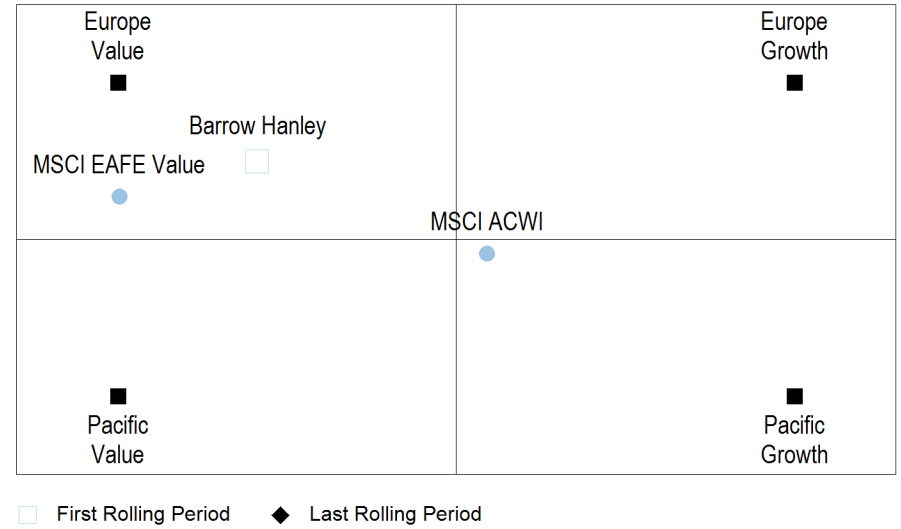 Europe
Value
Europe
Growth
Barrow Hanley
MSCI EAFE Value
MSCI ACWI
Pacific
Value
Pacific
Growth
First Rolling Period
Last Rolling Period